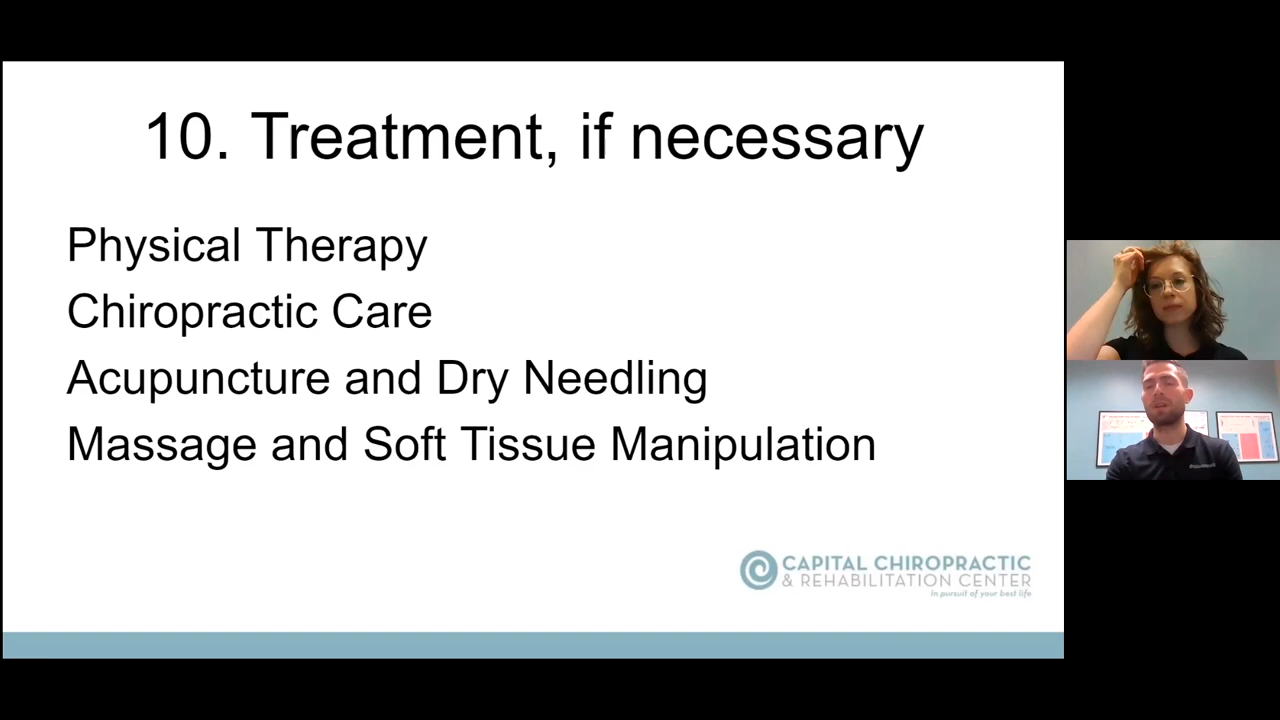 10. Treatment, if necessary
Physical Therapy
Chiropractic Care
Acupuncture and Dry Needling
Massage and Soft Tissue Manipulation
CAPITAL CHIROPRACTIC
& REHABILITATION CENTER
in pursuit of your best life